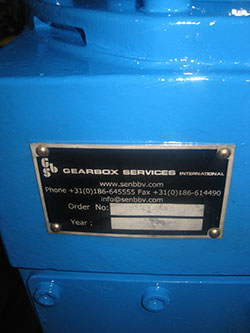 GSb GEARBOX SERVICES INTERNATIONAL
www.senbbv.com
Phone +31(0)186-645555 Fax +31(0)186-614490
info@senbbv.com
Order No:
Year :